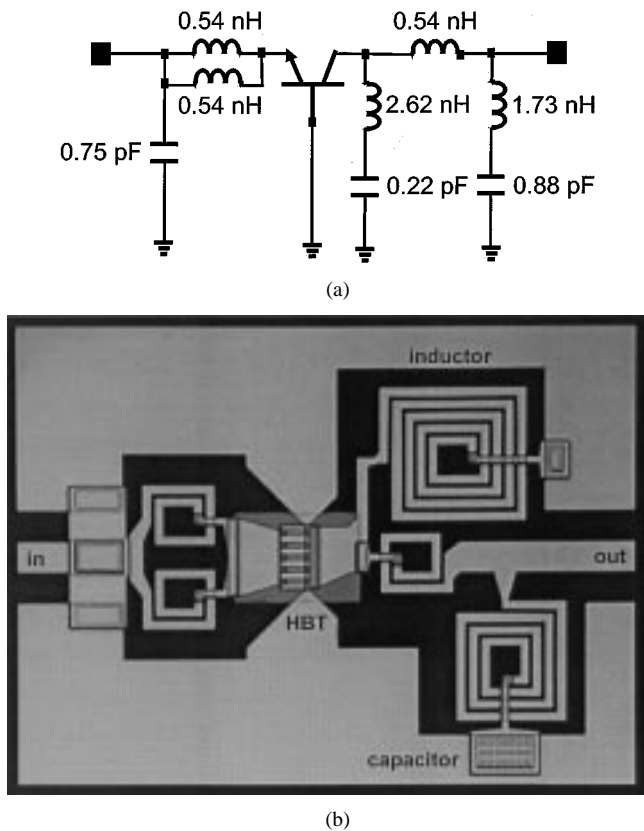 0.54 nH
0.54 nH
0.54 nH
2.62 nH
1.73 nH
0.75 pF
0.22 pF
0.88 pF
(a)
inductor
in
out
HBT
capacitor
(b)